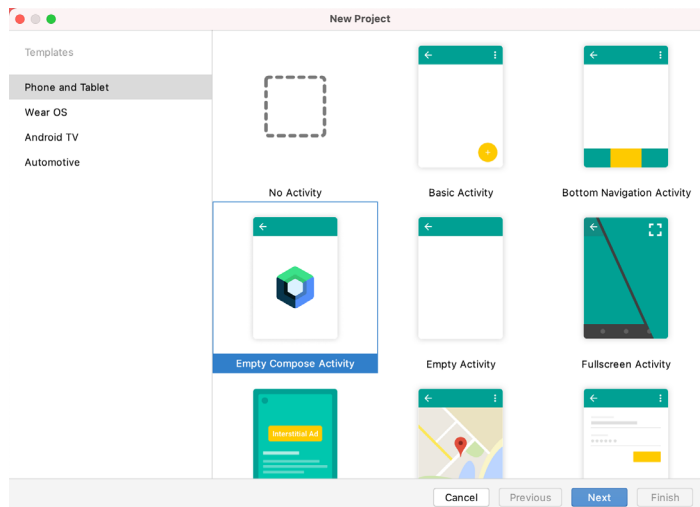 New Project
Templates
Phone and Tablet
Wear OS
Android TV
Automotive
No Activity
Basic Activity
Bottom Navigation Activity
Empty Compose Activity
Empty Activity
Fullscreen Activity
Interstitial Ad
Cancel
Previous
Next
Finish